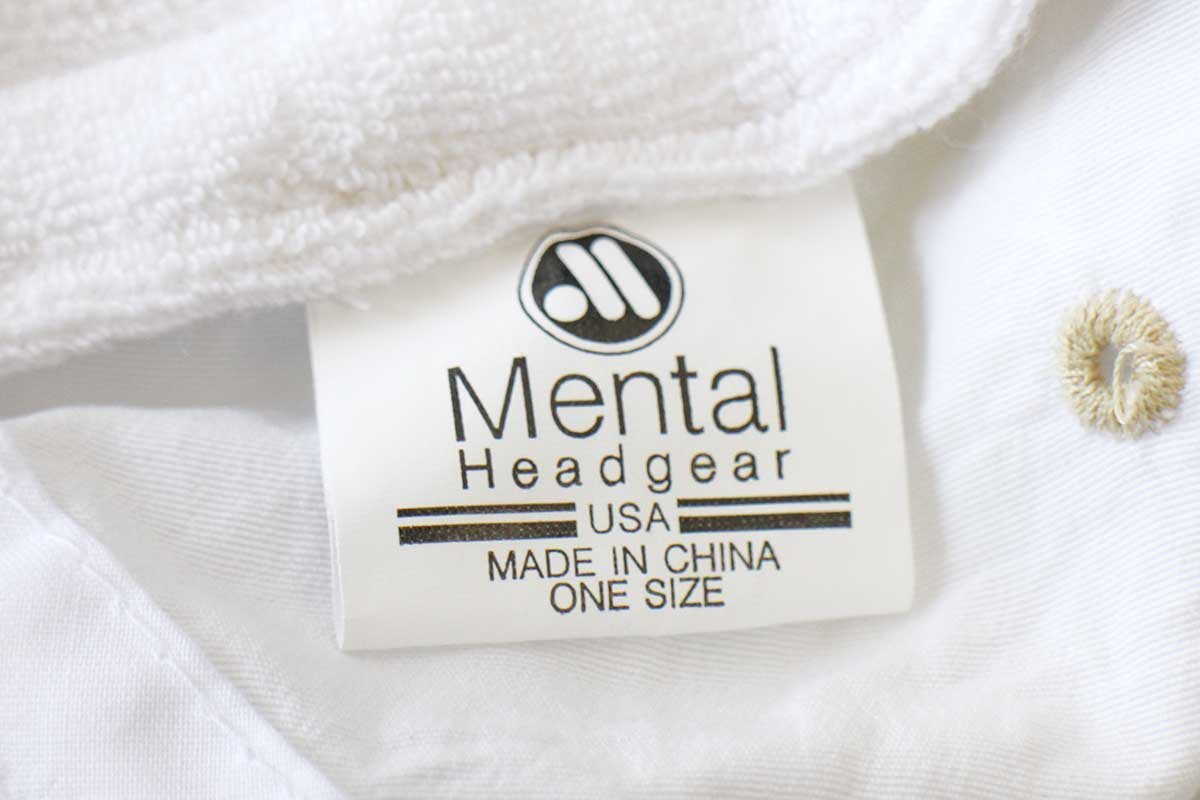 Mental
Headgear
USA
MADE IN CHINA
ONE SIZE